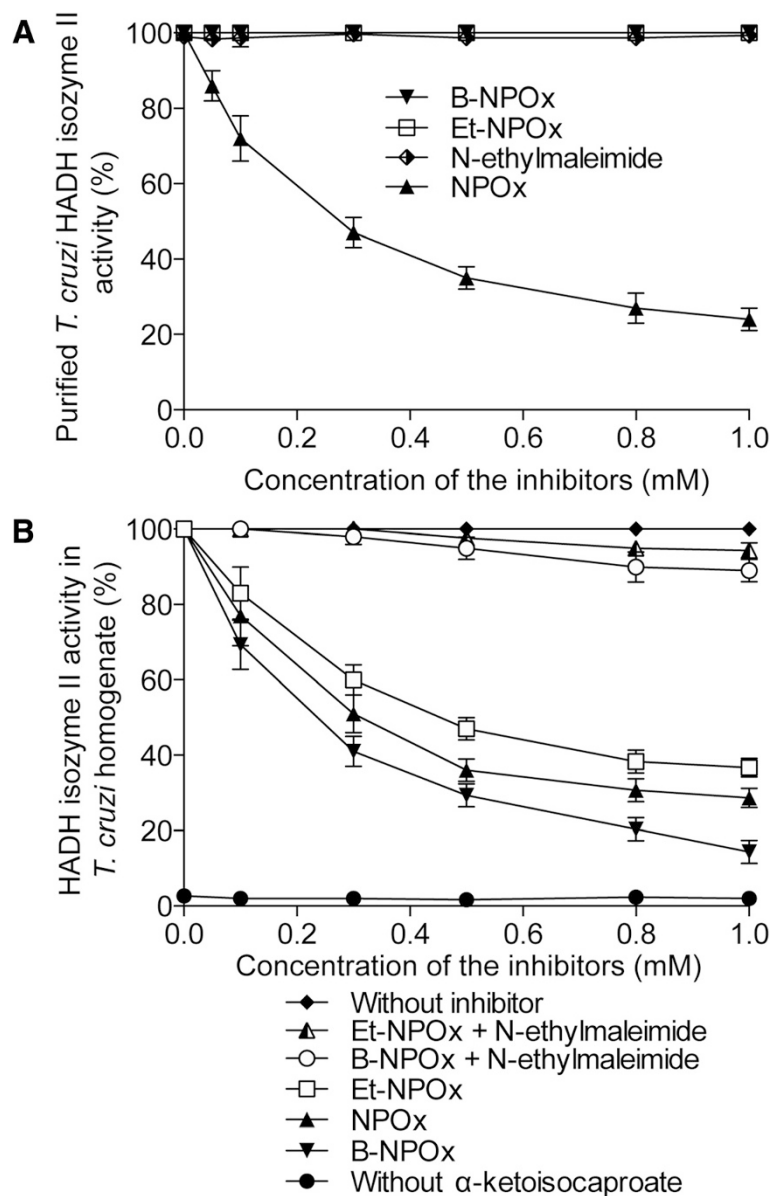 A
Purified T. cruzi HADH isozyme II
activity (%)
100
80
60
40
20
0
B-NPOx
Et-NPOx
N-ethylmaleimide
NPOx
0.0 0.2 0.4 0.6 0.8 1.0
Concentration of the inhibitors (mM)
B
HADH isozyme II activity in
T. cruzi homogenate (%)
100
80
60
40
20
0
0.0 0.2 0.4 0.6 0.8 1.0
Concentration of the inhibitors (mM)
Without inhibitor
Et-NPOx + N-ethylmaleimide
B-NPOx + N-ethylmaleimide
Et-NPOx
NPOx
B-NPOx
Without α-ketoisocaproate